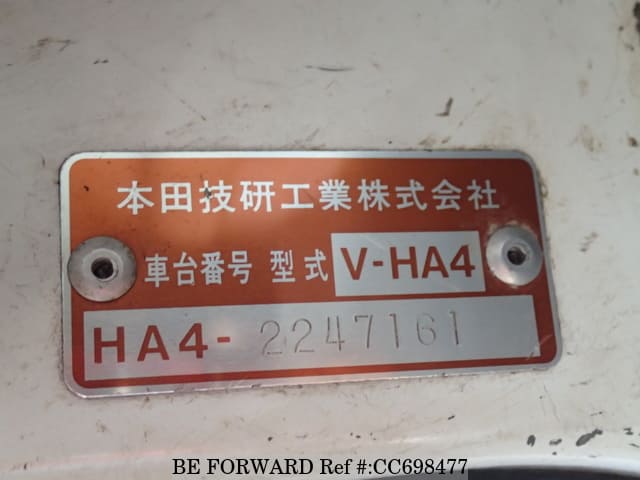 本田技研工業株式会社
車台番号 型式 V-HA4
HA4- 2247161
BE FORWARD Ref #:CC698477